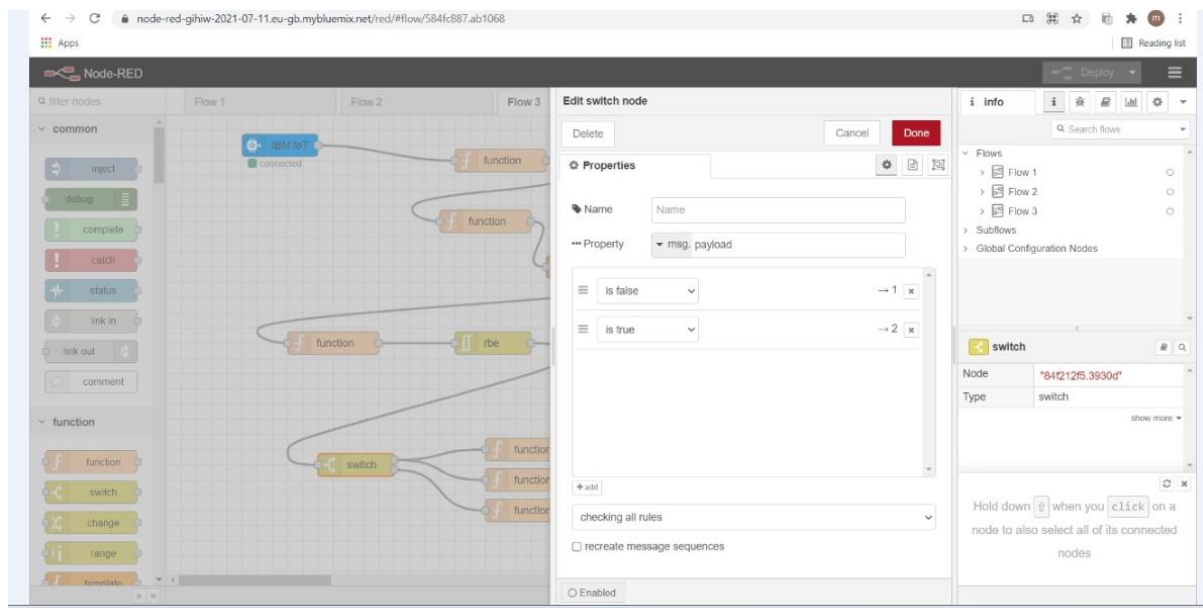 node-red-gihiw-2021-07-11.eu-gb.mybluemix.net/red/#flow/584fc887.ab1068
m
Apps
Reading list
Node-RED
Deploy
filter nodes
common
inject
debug
complete
catch
status
link in
link out
comment
function
function
switch
change
range
template
Flow 1
Flow 2
Flow 3
IBM IoT
connected
function
function
function
rbe
switch
function
function
function
Edit switch node
Delete
Cancel
Done
Properties
Name
Name
Property
msg. payload
is false
→ 1
is true
→ 2
+ add
checking all rules
recreate message sequences
Enabled
i info
i
Search flows
Flows
Flow 1
Flow 2
Flow 3
Subflows
Global Configuration Nodes
switch
Node "84f212f5.3930d"
Type switch
show more
Hold down ⇧ when you click on a
node to also select all of its connected
nodes